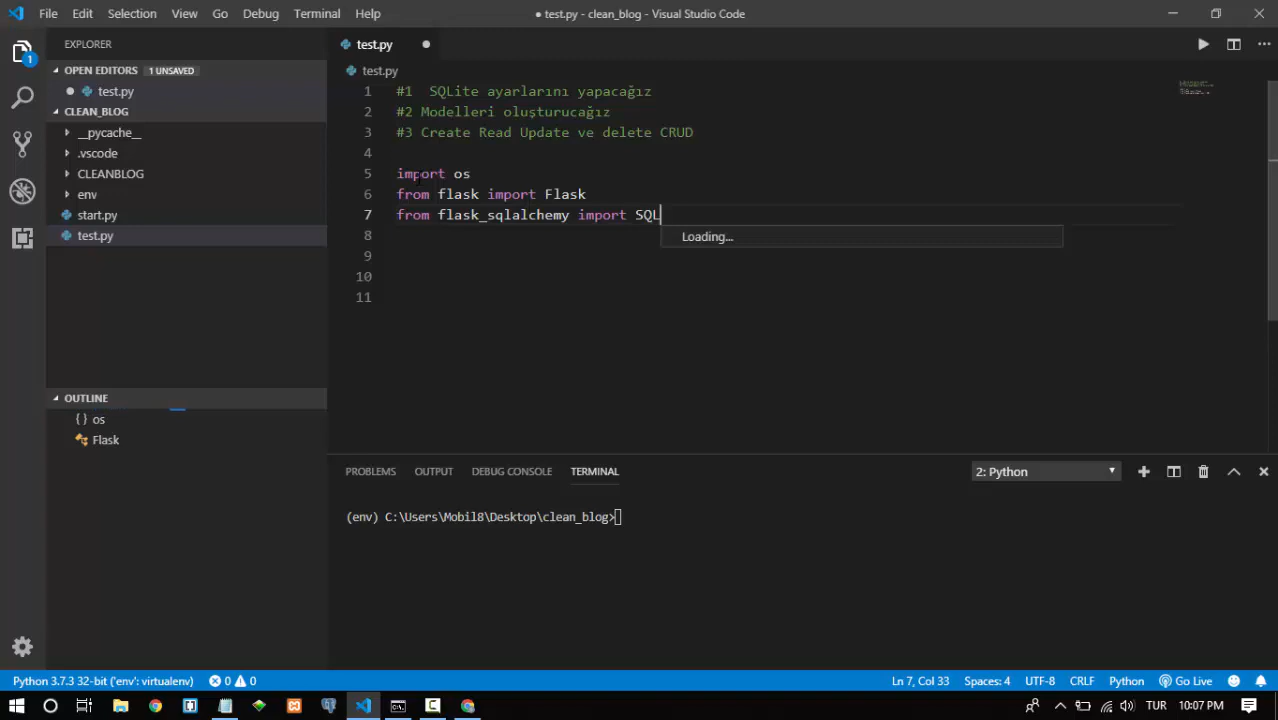 File Edit Selection View Go Debug Terminal Help
● test.py - clean_blog - Visual Studio Code
EXPLORER
OPEN EDITORS 1 UNSAVED
test.py
CLEAN_BLOG
__pycache__
.vscode
CLEANBLOG
env
start.py
test.py
OUTLINE
{ } os
Flask
test.py
test.py
1 #1  SQLite ayarlarını yapacağız
2 #2 Modelleri oluşturucağız
3 #3 Create Read Update ve delete CRUD
4
5 import os
6 from flask import Flask
7 from flask_sqlalchemy import SQL
Loading...
8
9
10
11
PROBLEMS OUTPUT DEBUG CONSOLE TERMINAL
2: Python
(env) C:\Users\Mobil8\Desktop\clean_blog>
1
Python 3.7.3 32-bit ('env': virtualenv) 0 0
Ln 7, Col 33 Spaces: 4 UTF-8 CRLF Python Go Live
TUR 10:07 PM